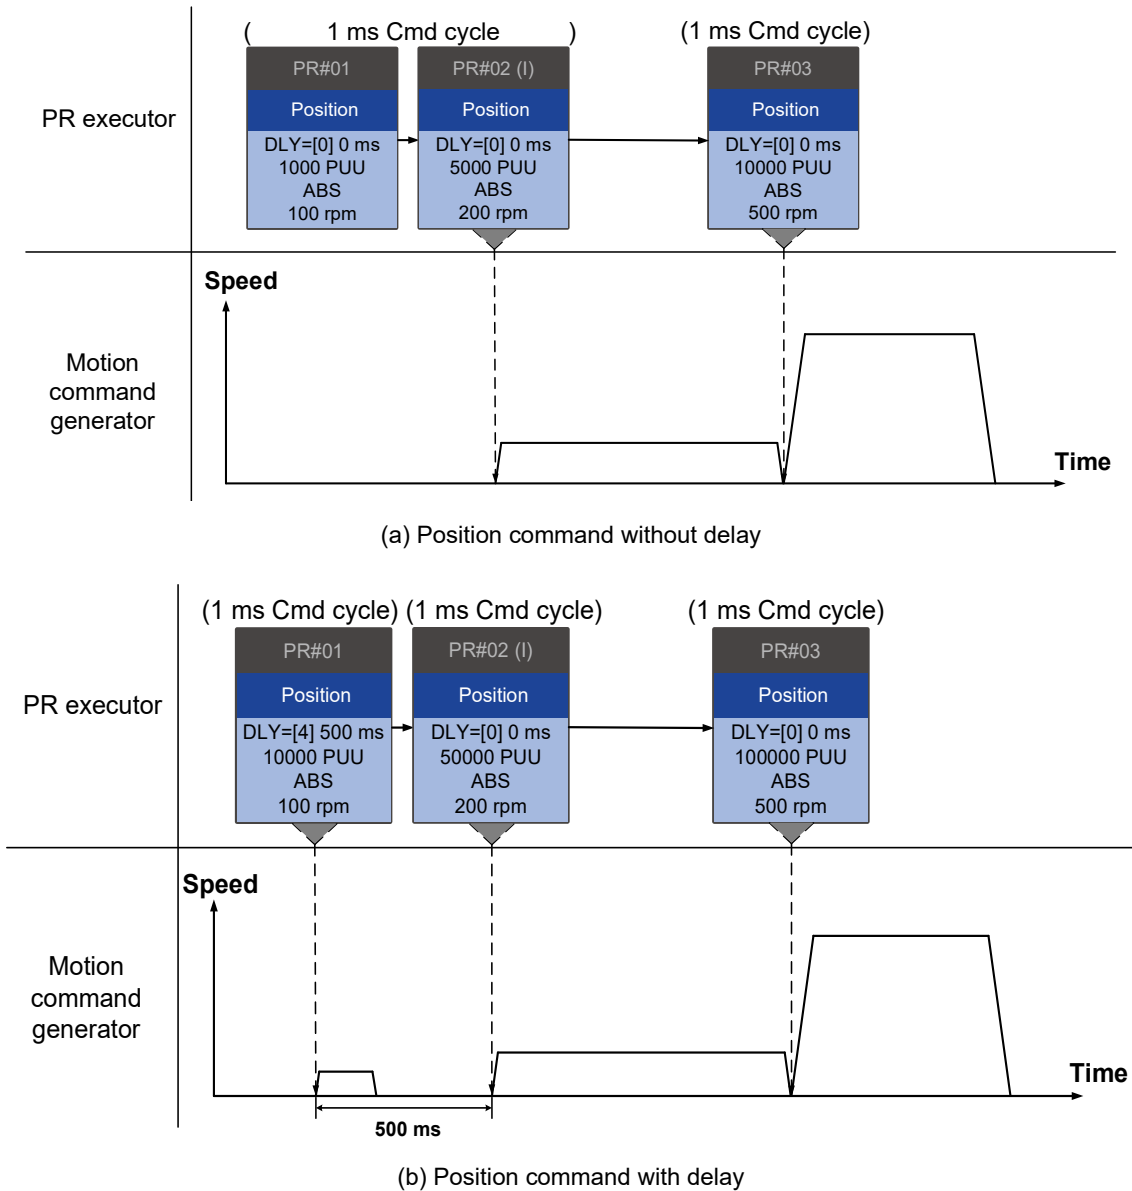 ( 1 ms Cmd cycle )
(1 ms Cmd cycle)
PR executor
PR#01
Position
DLY=[0] 0 ms
1000 PUU
ABS
100 rpm
PR#02 (I)
Position
DLY=[0] 0 ms
5000 PUU
ABS
200 rpm
PR#03
Position
DLY=[0] 0 ms
10000 PUU
ABS
500 rpm
Motion
command
generator
Speed
Time
(a) Position command without delay
(1 ms Cmd cycle)
(1 ms Cmd cycle)
(1 ms Cmd cycle)
PR executor
PR#01
Position
DLY=[4] 500 ms
10000 PUU
ABS
100 rpm
PR#02 (I)
Position
DLY=[0] 0 ms
50000 PUU
ABS
200 rpm
PR#03
Position
DLY=[0] 0 ms
100000 PUU
ABS
500 rpm
Motion
command
generator
Speed
Time
500 ms
(b) Position command with delay